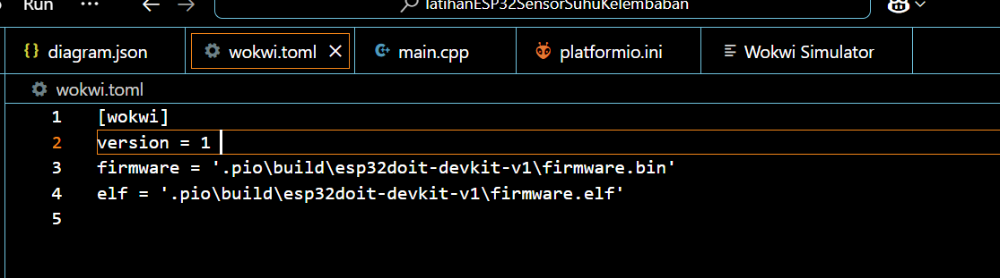 Run ... latihanESP32SensorSuhuKelembaban
{} diagram.json wokwi.toml main.cpp platformio.ini Wokwi Simulator
wokwi.toml
1 [wokwi]
2 version = 1
3 firmware = '.pio\build\esp32doit-devkit-v1\firmware.bin'
4 elf = '.pio\build\esp32doit-devkit-v1\firmware.elf'
5